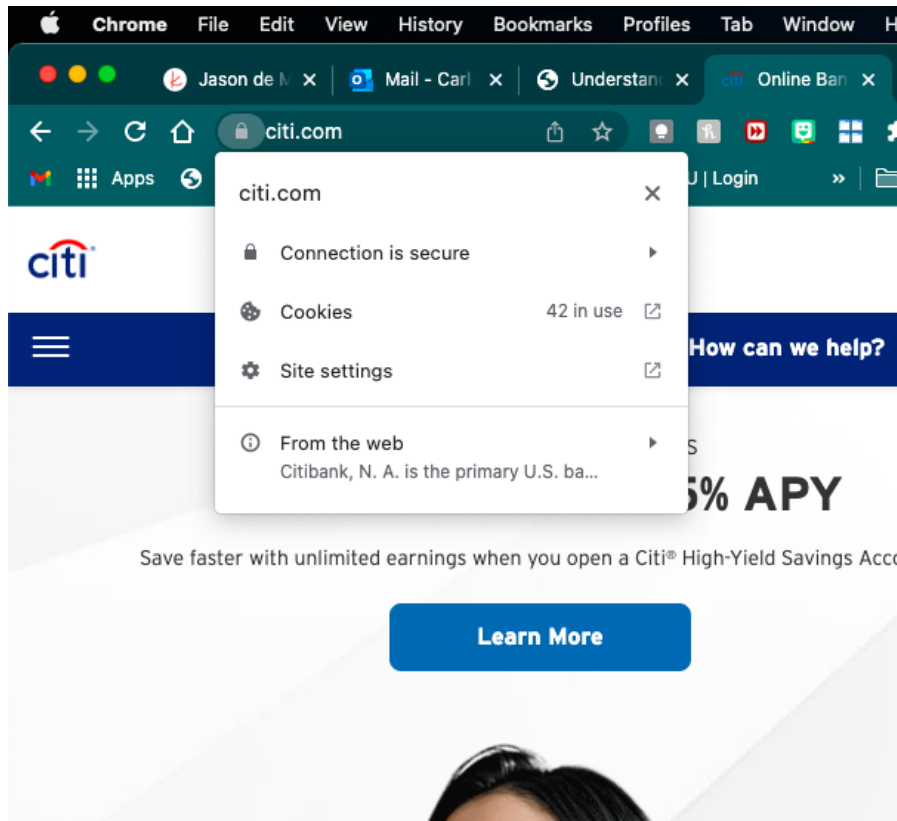 Chrome File Edit View History Bookmarks Profiles Tab Window
Jason de Mail - Carl Understan Online Ban
citi.com
Apps U | Login »
citi.com
citi
Connection is secure
Cookies 42 in use
Site settings
How can we help?
From the web
Citibank, N. A. is the primary U.S. ba...
S
5% APY
Save faster with unlimited earnings when you open a Citi® High-Yield Savings Acco
Learn More